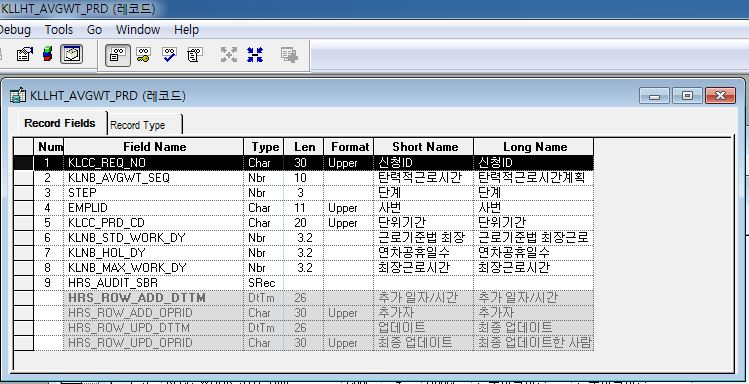 KLLHT_AVGWT_PRD (레코드)
Debug Tools Go Window Help
KLLHT_AVGWT_PRD (레코드)
Record Fields Record Type
Num Field Name Type Len Format Short Name Long Name
1 KLCC_REQ_NO Char 30 Upper 신청ID 신청ID
2 KLNB_AVGWT_SEQ Nbr 10 탄력적근로시간 탄력적근로시간계획
3 STEP Nbr 3 단계 단계
4 EMPLID Char 11 Upper 사번 사번
5 KLCC_PRD_CD Char 20 Upper 단위기간 단위기간
6 KLNB_STD_WORK_DY Nbr 3.2 근로기준법 최장 근로기준법 최장근로
7 KLNB_HOL_DY Nbr 3.2 연차공휴일수 연차공휴일수
8 KLNB_MAX_WORK_DY Nbr 3.2 최장근로시간 최장근로시간
9 HRS_AUDIT_SBR SRec
HRS_ROW_ADD_DTTM DtTm 26 추가 일자/시간 추가 일자/시간
HRS_ROW_ADD_OPRID Char 30 Upper 추가자 추가자
HRS_ROW_UPD_DTTM DtTm 26 업데이트 최종 업데이트
HRS_ROW_UPD_OPRID Char 30 Upper 최종 업데이트 최종 업데이트한 사람